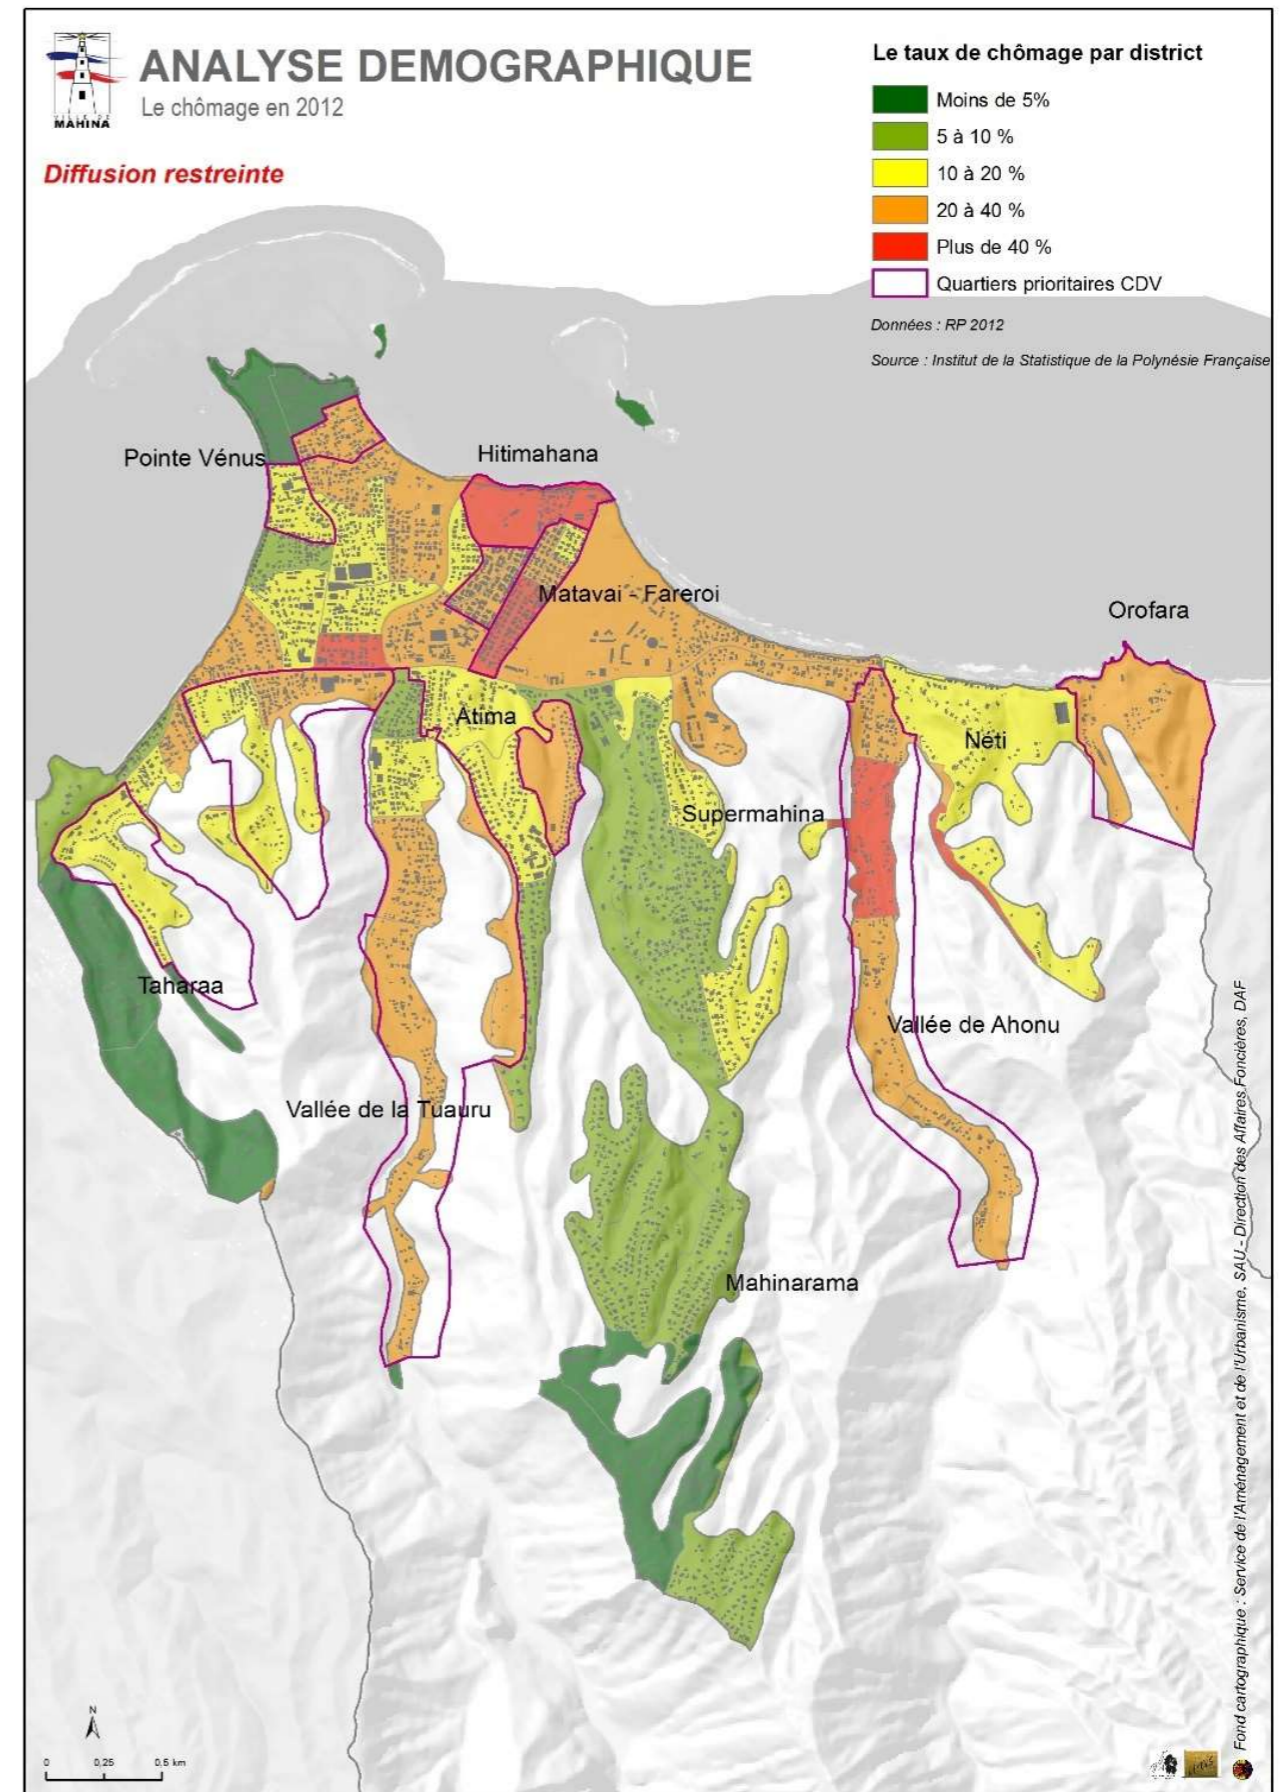 ANALYSE DEMOGRAPHIQUE
Le chômage en 2012
MAHINA
Diffusion restreinte
Le taux de chômage par district
Moins de 5%
5 à 10 %
10 à 20 %
20 à 40 %
Plus de 40 %
Quartiers prioritaires CDV
Données : RP 2012
Source : Institut de la Statistique de la Polynésie Française
Pointe Vénus
Hitimahana
Matavai - Fareroi
Orofara
Atima
Néti
Supermahina
Taharaa
Vallée de Ahonu
Vallée de la Tuauru
Mahinarama
Fond cartographique : Service de l'Aménagement et de l'Urbanisme, SAU - Direction des Affaires Foncières, DAF
N
0 0,25 0,5 km